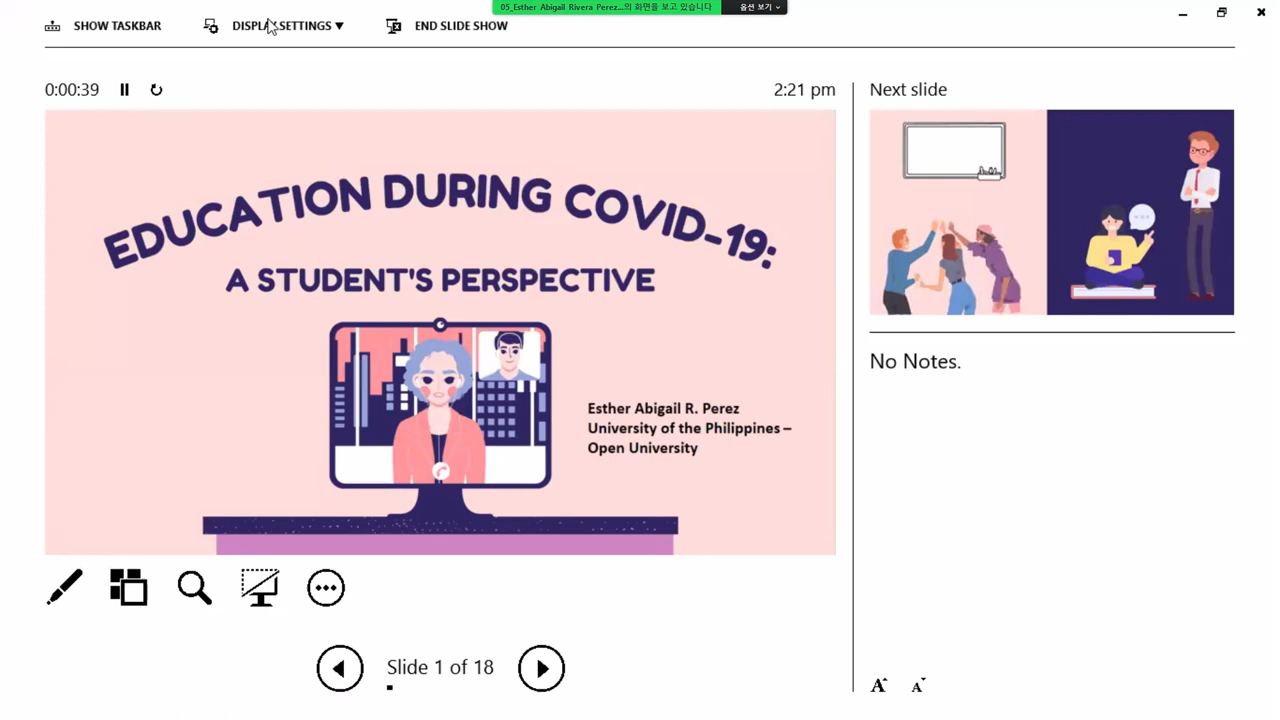 05_Esther Abigail Rivera Perez...의 화면을 보고 있습니다
옵션 보기
SHOW TASKBAR
DISPLAY SETTINGS ▼
END SLIDE SHOW
0:00:39
2:21 pm
Next slide
EDUCATION DURING COVID-19:
A STUDENT'S PERSPECTIVE
Esther Abigail R. Perez
University of the Philippines –
Open University
No Notes.
Slide 1 of 18
A
A